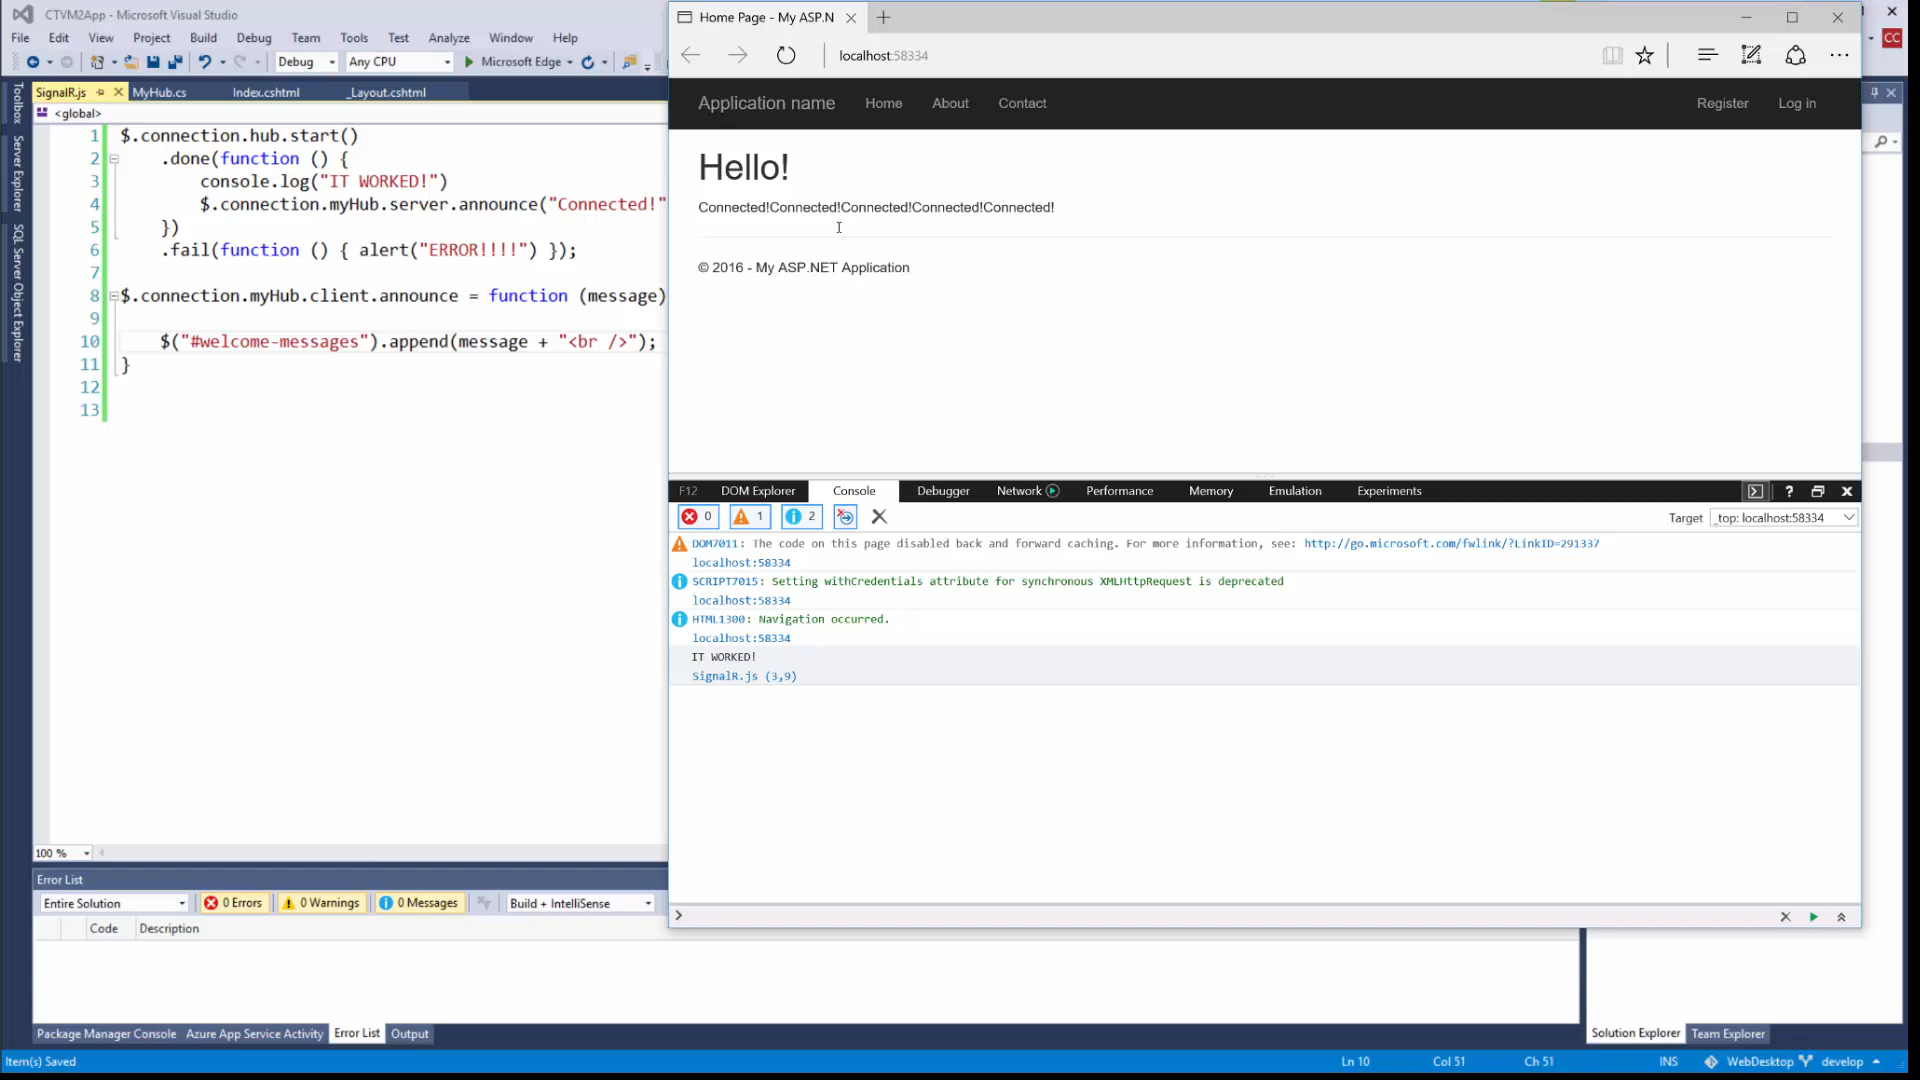 CTVM2App - Microsoft Visual Studio
File Edit View Project Build Debug Team Tools Test Analyze Window Help
CC
Debug Any CPU Microsoft Edge
SignalR.js MyHub.cs Index.cshtml _Layout.cshtml
Toolbox
Server Explorer
SQL Server Object Explorer
<global>
1 $.connection.hub.start()
2 .done(function () {
3 console.log("IT WORKED!")
4 $.connection.myHub.server.announce("Connected!"
5 })
6 .fail(function () { alert("ERROR!!!!") });
7
8 $.connection.myHub.client.announce = function (message)
9
10 $("#welcome-messages").append(message + "<br />");
11 }
12
13
100 %
Home Page - My ASP.N
localhost:58334
Application name Home About Contact Register Log in
Hello!
Connected!Connected!Connected!Connected!Connected!
© 2016 - My ASP.NET Application
F12 DOM Explorer Console Debugger Network Performance Memory Emulation Experiments ?
0 1 2
Target _top: localhost:58334
DOM7011: The code on this page disabled back and forward caching. For more information, see: http://go.microsoft.com/fwlink/?LinkID=291337
localhost:58334
SCRIPT7015: Setting withCredentials attribute for synchronous XMLHttpRequest is deprecated
localhost:58334
HTML1300: Navigation occurred.
localhost:58334
IT WORKED!
SignalR.js (3,9)
Error List
Entire Solution 0 Errors 0 Warnings 0 Messages Build + IntelliSense
Code Description
Package Manager Console Azure App Service Activity Error List Output
Solution Explorer Team Explorer
Item(s) Saved Ln 10 Col 51 Ch 51 INS WebDesktop develop